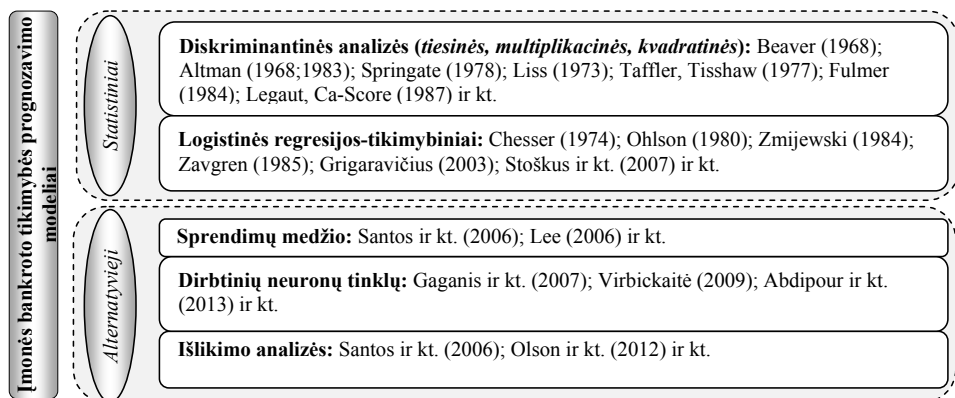 Įmonės bankroto tikimybės prognozavimo
modeliai
Statistiniai
Diskriminantinės analizės (tiesinės, multiplikacinės, kvadratinės): Beaver (1968);
Altman (1968;1983); Springate (1978); Liss (1973); Taffler, Tisshaw (1977); Fulmer
(1984); Legaut, Ca-Score (1987) ir kt.
Logistinės regresijos-tikimybiniai: Chesser (1974); Ohlson (1980); Zmijewski (1984);
Zavgren (1985); Grigaravičius (2003); Stoškus ir kt. (2007) ir kt.
Alternatyvieji
Sprendimų medžio: Santos ir kt. (2006); Lee (2006) ir kt.
Dirbtinių neuronų tinklų: Gaganis ir kt. (2007); Virbickaitė (2009); Abdipour ir kt.
(2013) ir kt.
Išlikimo analizės: Santos ir kt. (2006); Olson ir kt. (2012) ir kt.